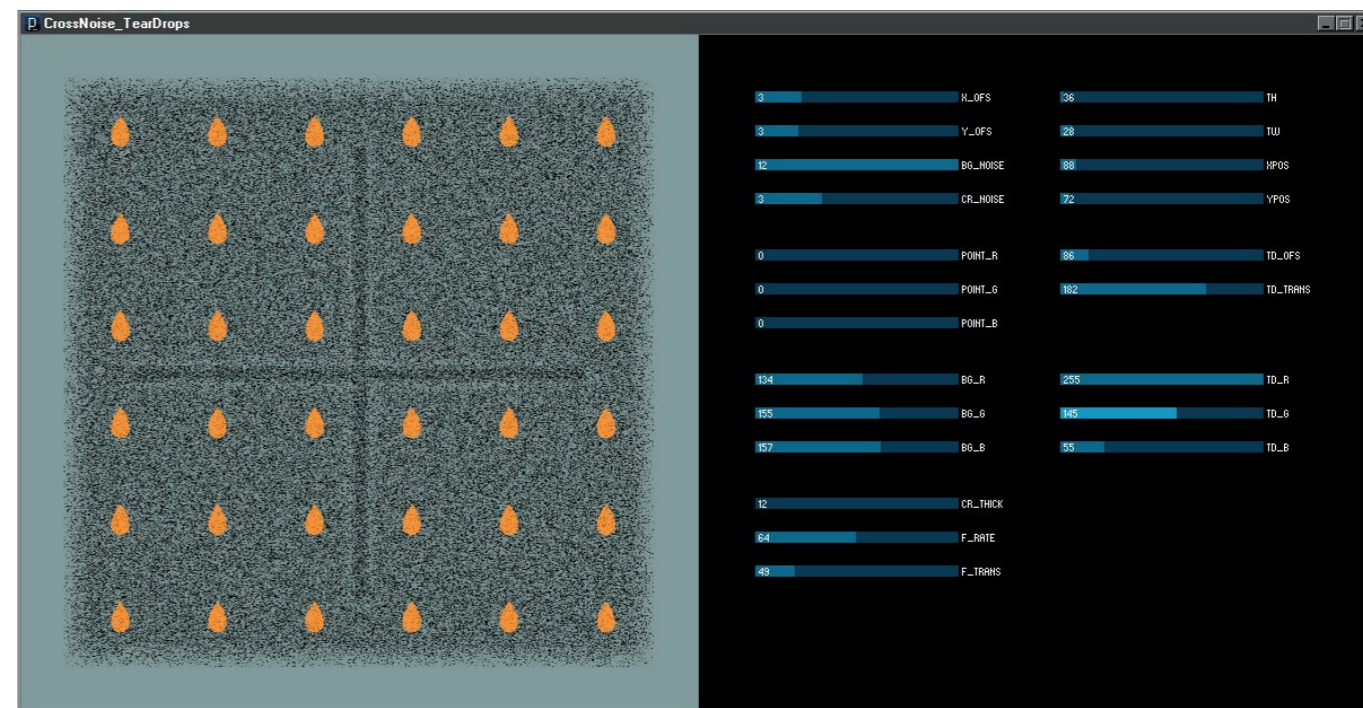 CrossNoise_TearDrops
3 X_OFS 36 TH
3 Y_OFS 28 TW
12 BG_NOISE 88 XPOS
3 CR_NOISE 72 YPOS
0 POINT_R 86 TD_OFS
0 POINT_G 182 TD_TRANS
0 POINT_B
134 BG_R 255 TD_R
155 BG_G 145 TD_G
157 BG_B 55 TD_B
12 CR_THICK
64 F_RATE
49 F_TRANS